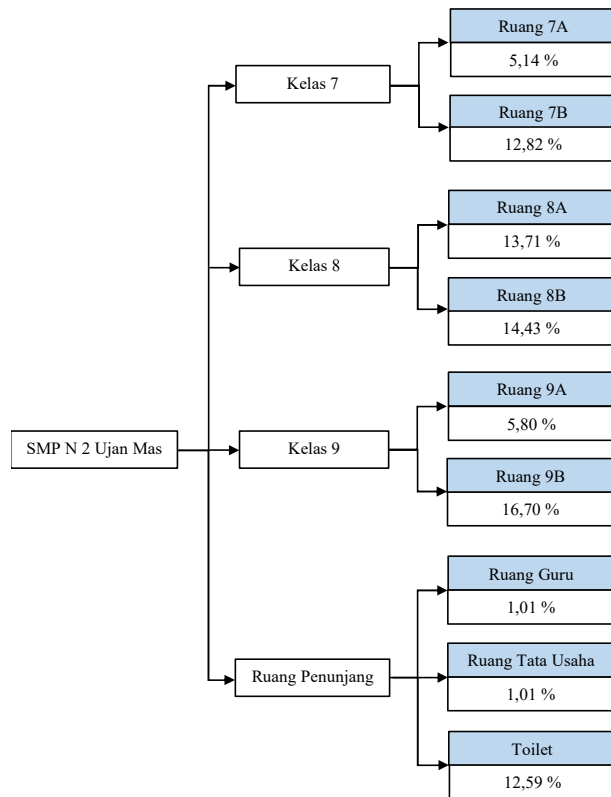 SMP N 2 Ujan Mas
Kelas 7
Ruang 7A
5,14 %
Ruang 7B
12,82 %
Kelas 8
Ruang 8A
13,71 %
Ruang 8B
14,43 %
Kelas 9
Ruang 9A
5,80 %
Ruang 9B
16,70 %
Ruang Penunjang
Ruang Guru
1,01 %
Ruang Tata Usaha
1,01 %
Toilet
12,59 %